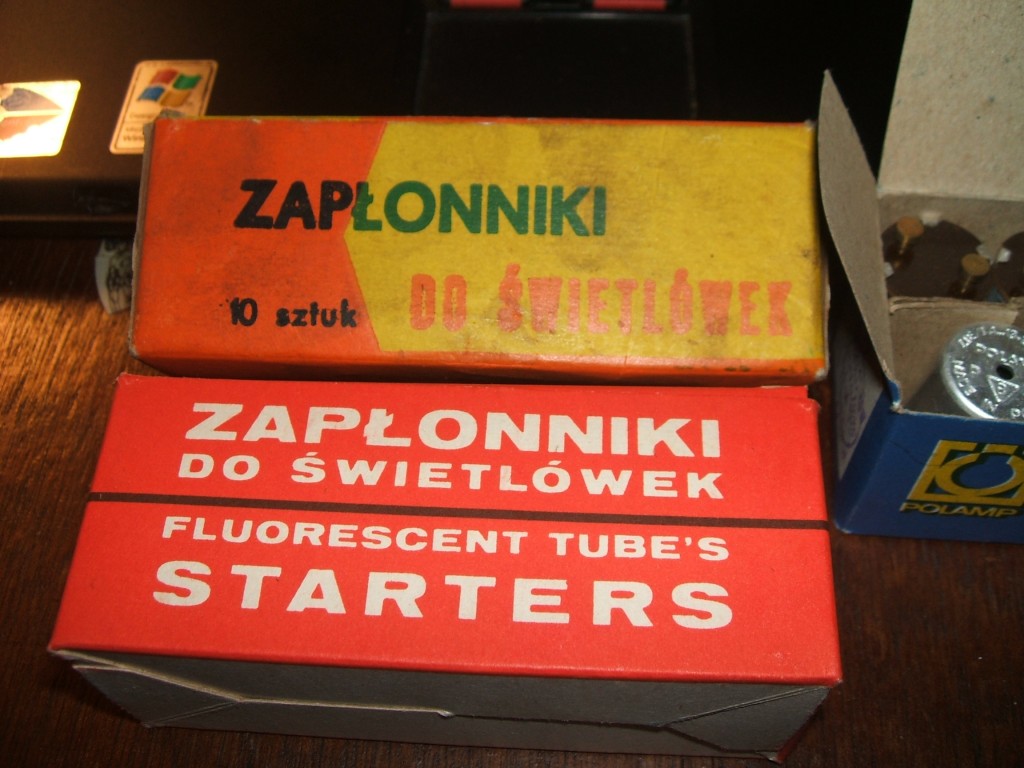 ZAPŁONNIKI
10 sztuk
DO ŚWIETLÓWEK
ZAPŁONNIKI
DO ŚWIETLÓWEK
FLUORESCENT TUBE'S
STARTERS
POLAMP